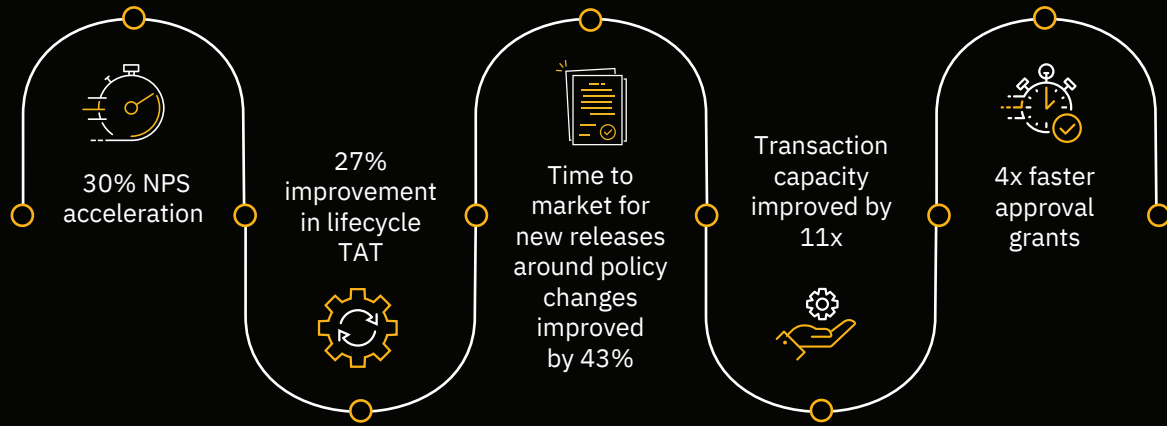 30% NPS
acceleration
27%
improvement
in lifecycle
TAT
Time to
market for
new releases
around policy
changes
improved
by 43%
Transaction
capacity
improved by
11x
4x faster
approval
grants